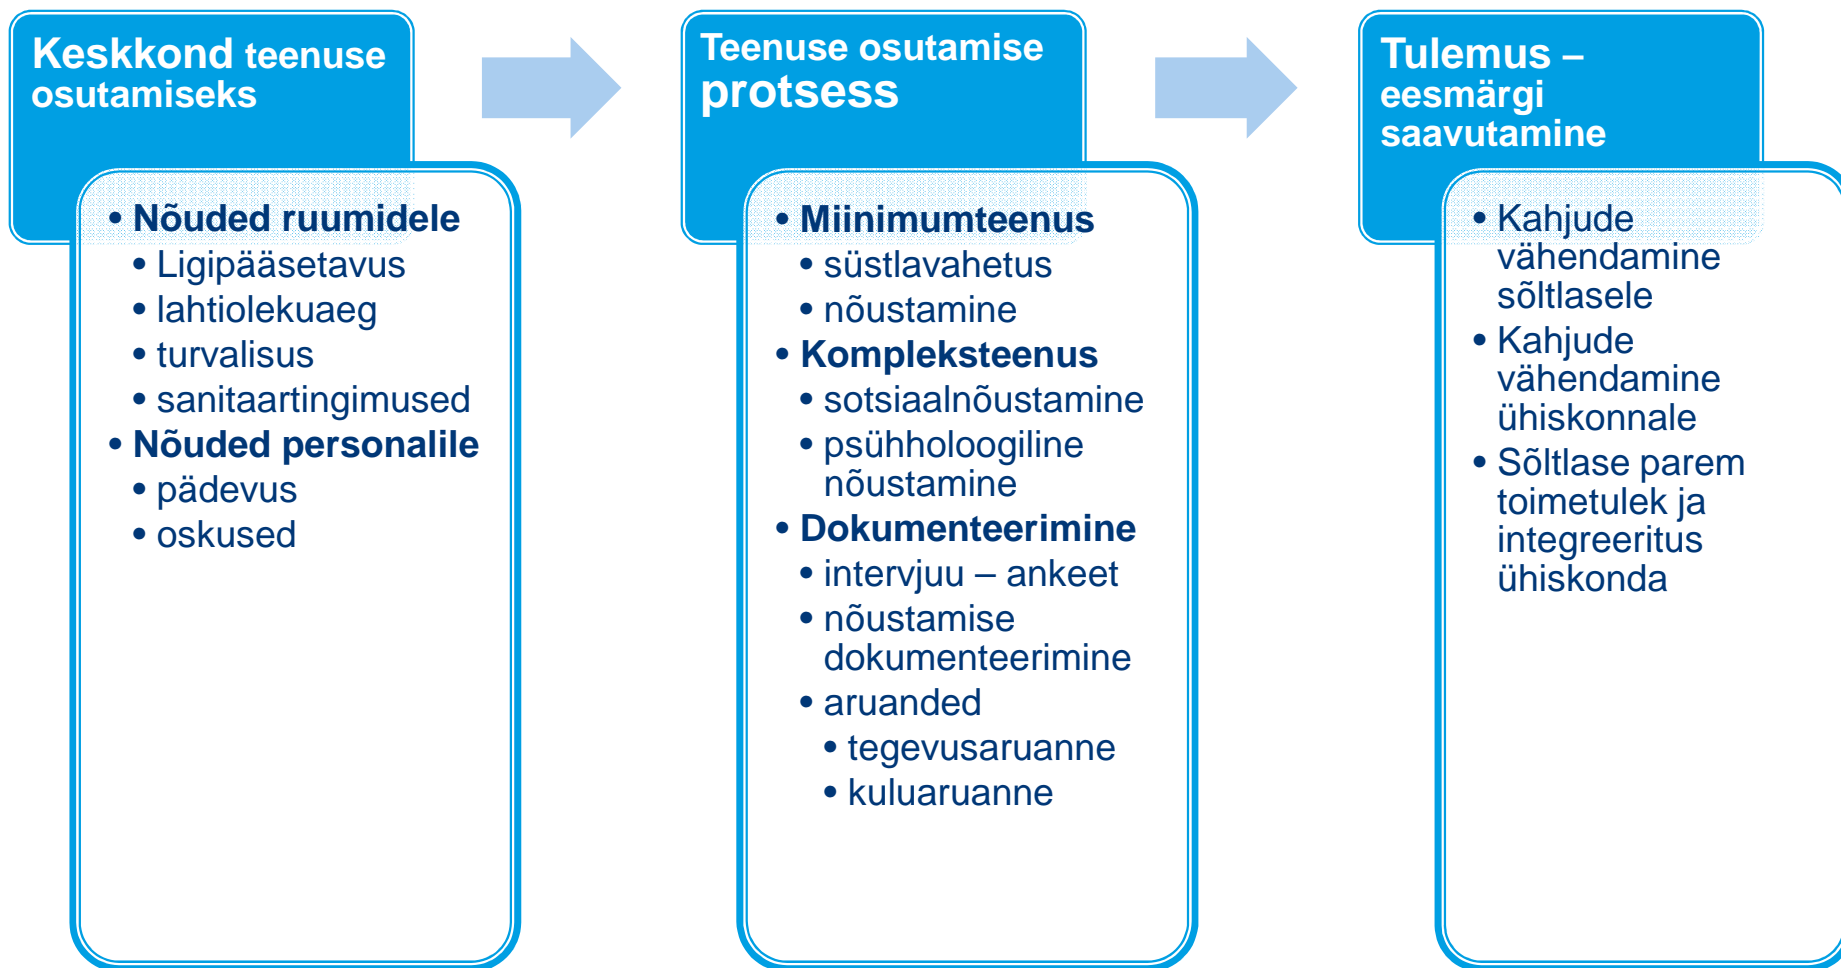 Keskkond teenuse
osutamiseks
• Nõuded ruumidele
• Ligipääsetavus
• lahtiolekuaeg
• turvalisus
• sanitaartingimused
• Nõuded personalile
• pädevus
• oskused
Teenuse osutamise
protsess
• Miinimumteenus
• süstlavahetus
• nõustamine
• Kompleksteenus
• sotsiaalnõustamine
• psühholoogiline
nõustamine
• Dokumenteerimine
• intervjuu – ankeet
• nõustamise
dokumenteerimine
• aruanded
• tegevusaruanne
• kuluaruanne
Tulemus –
eesmärgi
saavutamine
• Kahjude
vähendamine
sõltlasele
• Kahjude
vähendamine
ühiskonnale
• Sõltlase parem
toimetulek ja
integreeritus
ühiskonda